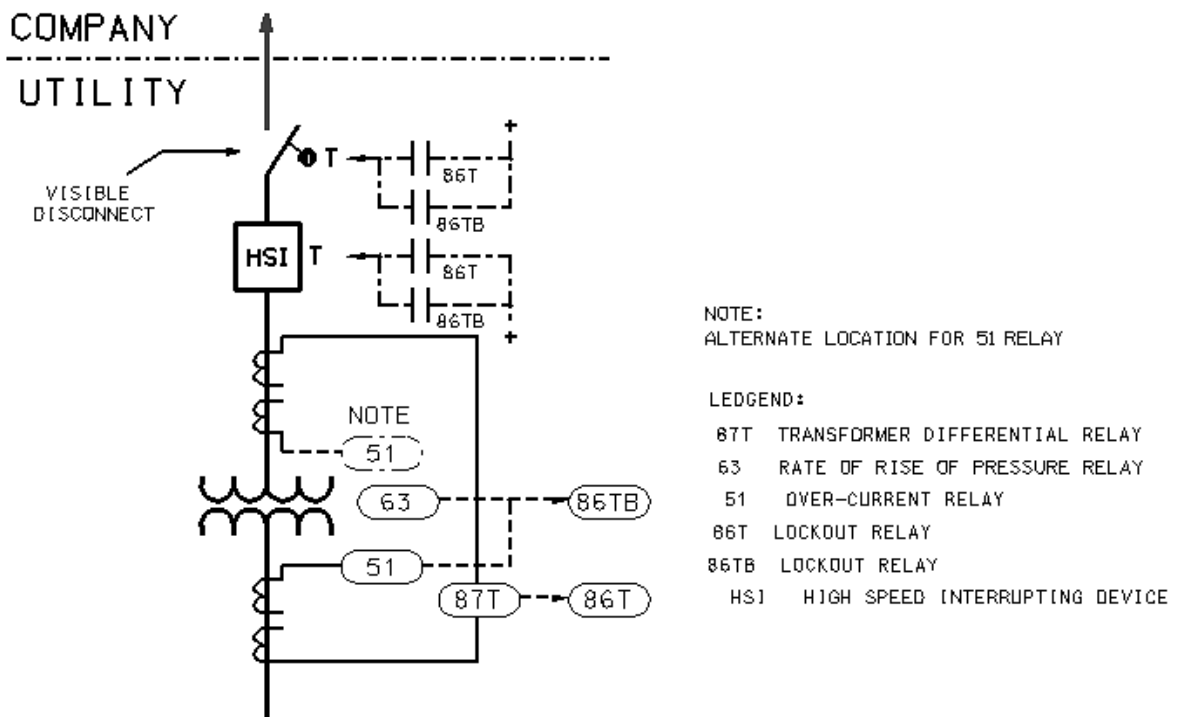 COMPANY
UTILITY
VISIBLE
DISCONNECT
T
+
86T
86TB
HSI T
86T
86TB
+
NOTE
51
63
86TB
51
87T
86T
NOTE:
ALTERNATE LOCATION FOR 51 RELAY
LEDGEND:
87T TRANSFORMER DIFFERENTIAL RELAY
63 RATE OF RISE OF PRESSURE RELAY
51 OVER-CURRENT RELAY
86T LOCKOUT RELAY
86TB LOCKOUT RELAY
HSI HIGH SPEED INTERRUPTING DEVICE